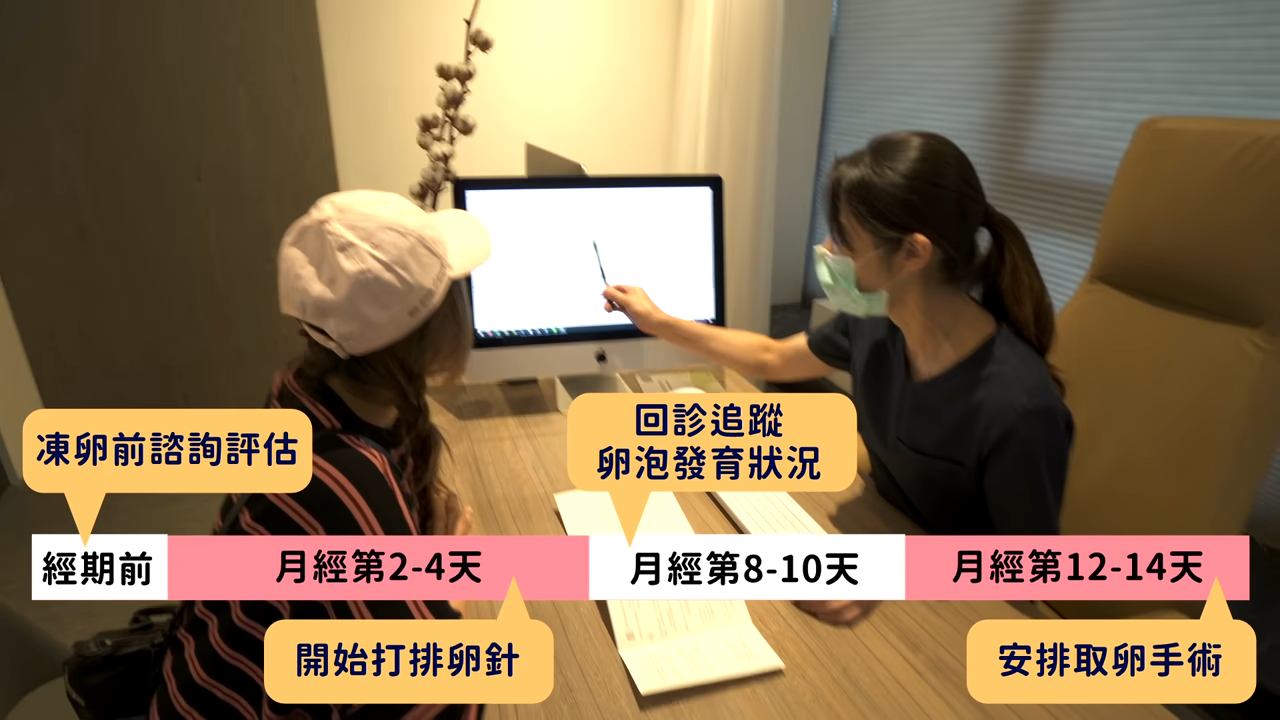 凍卵前諮詢評估
回診追蹤
卵泡發育狀況
經期前
月經第2-4天
月經第8-10天
月經第12-14天
開始打排卵針
安排取卵手術